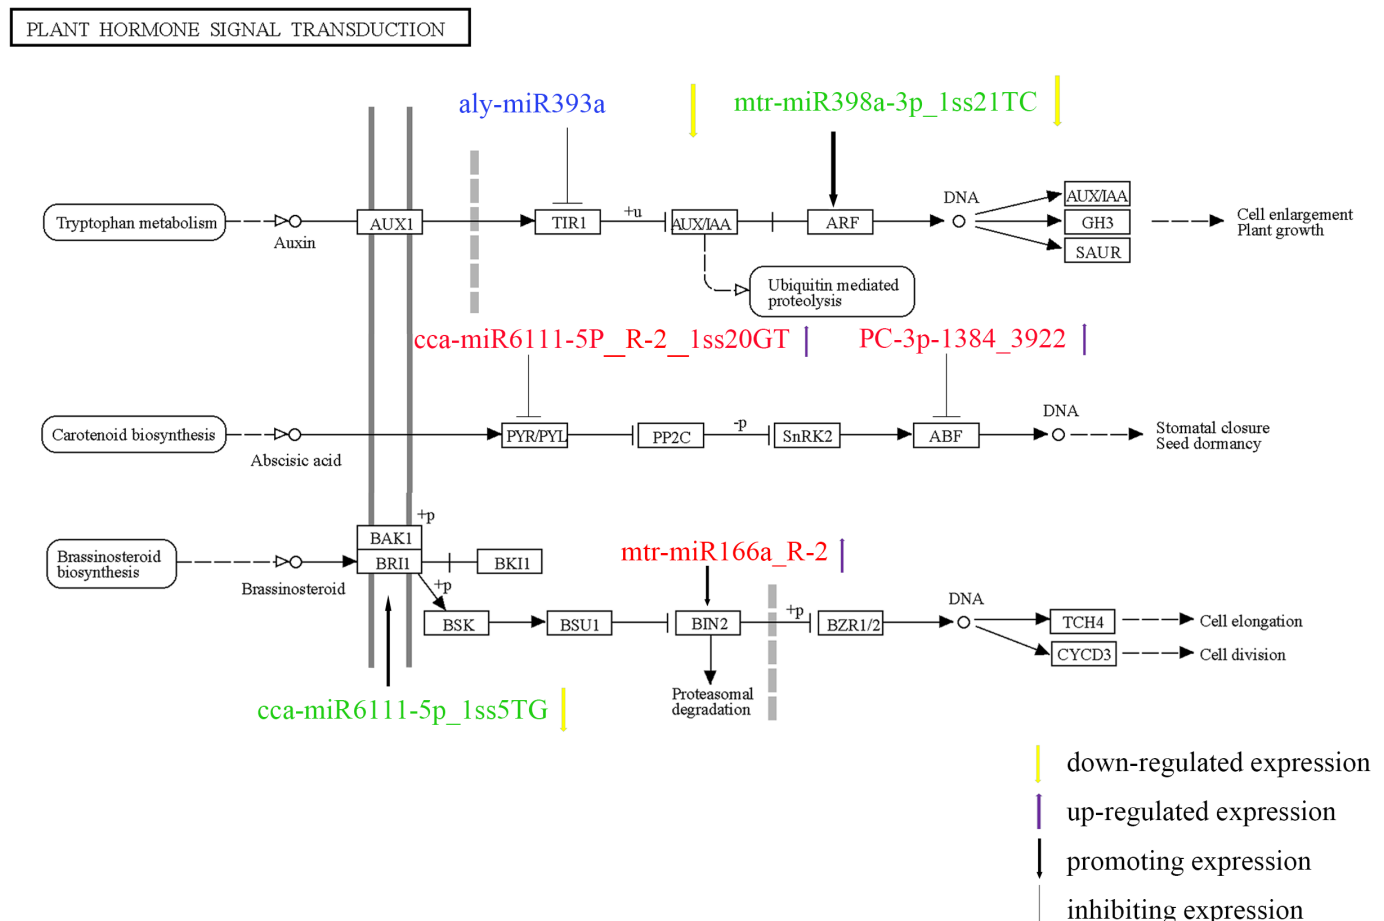 PLANT HORMONE SIGNAL TRANSDUCTION
aly-miR393a
mtr-miR398a-3p_1ss21TC
Tryptophan metabolism
Auxin
AUX1
TIR1
+u
AUX/IAA
ARF
DNA
AUX/IAA
GH3
SAUR
Cell enlargement
Plant growth
Ubiquitin mediated
proteolysis
cca-miR6111-5P__R-2__1ss20GT
PC-3p-1384_3922
Carotenoid biosynthesis
Abscisic acid
PYR/PYL
PP2C
-p
SnRK2
ABF
DNA
Stomatal closure
Seed dormancy
Brassinosteroid
biosynthesis
Brassinosteroid
+p
BAK1
BRI1
BKI1
+p
mtr-miR166a_R-2
BSK
BSU1
BIN2
+p
BZR1/2
DNA
TCH4
Cell elongation
CYCD3
Cell division
Proteasomal
degradation
cca-miR6111-5p_1ss5TG
down-regulated expression
up-regulated expression
promoting expression
inhibiting expression